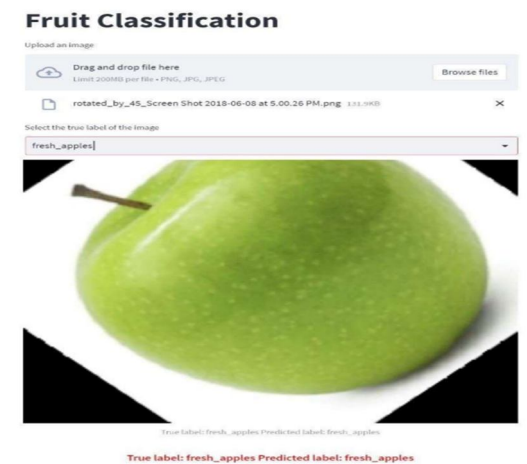 Fruit Classification
Upload an image
Drag and drop file here
Limit 200MB per file • PNG, JPG, JPEG
Browse files
rotated_by_45_Screen Shot 2018-06-08 at 5.00.26 PM.png 131.9KB
Select the true label of the image
fresh_apples
True label: fresh_apples Predicted label: fresh_apples
True label: fresh_apples Predicted label: fresh_apples